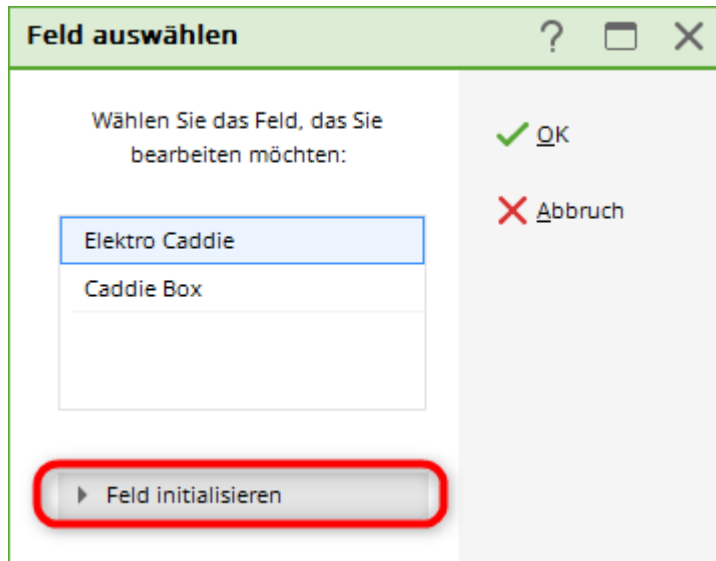 Feld auswählen
Wählen Sie das Feld, das Sie
bearbeiten möchten:
OK
Abbruch
Elektro Caddie
Caddie Box
Feld initialisieren